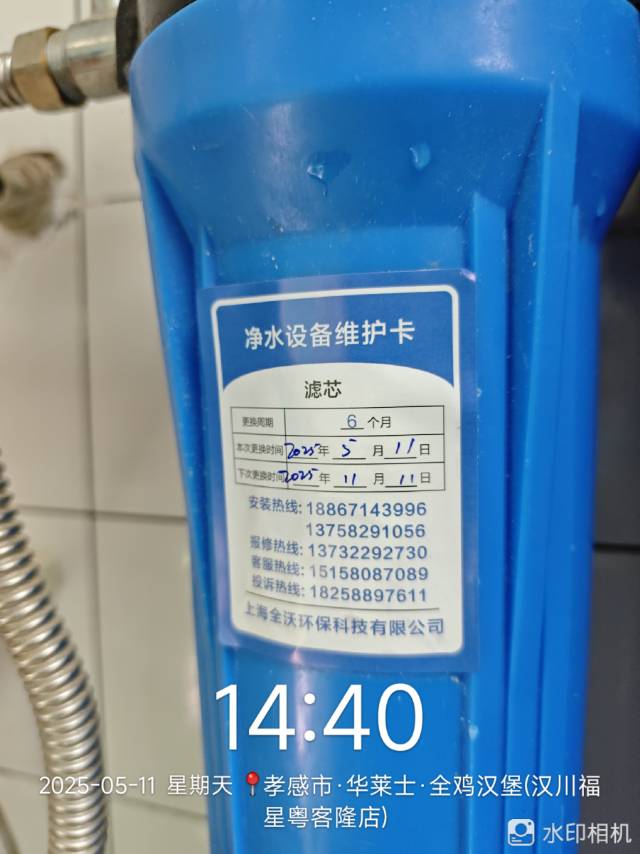 净水设备维护卡
滤芯
更换周期 6 个月
本次更换时间 2025 年 5 月 11 日
下次更换时间 2025 年 11 月 11 日
安装热线: 18867143996
13758291056
报修热线: 13732292730
客服热线: 15158087089
投诉热线: 18258897611
上海全沃环保科技有限公司
14:40
2025-05-11 星期天 孝感市·华莱士·全鸡汉堡(汉川福
星粤客隆店)
水印相机